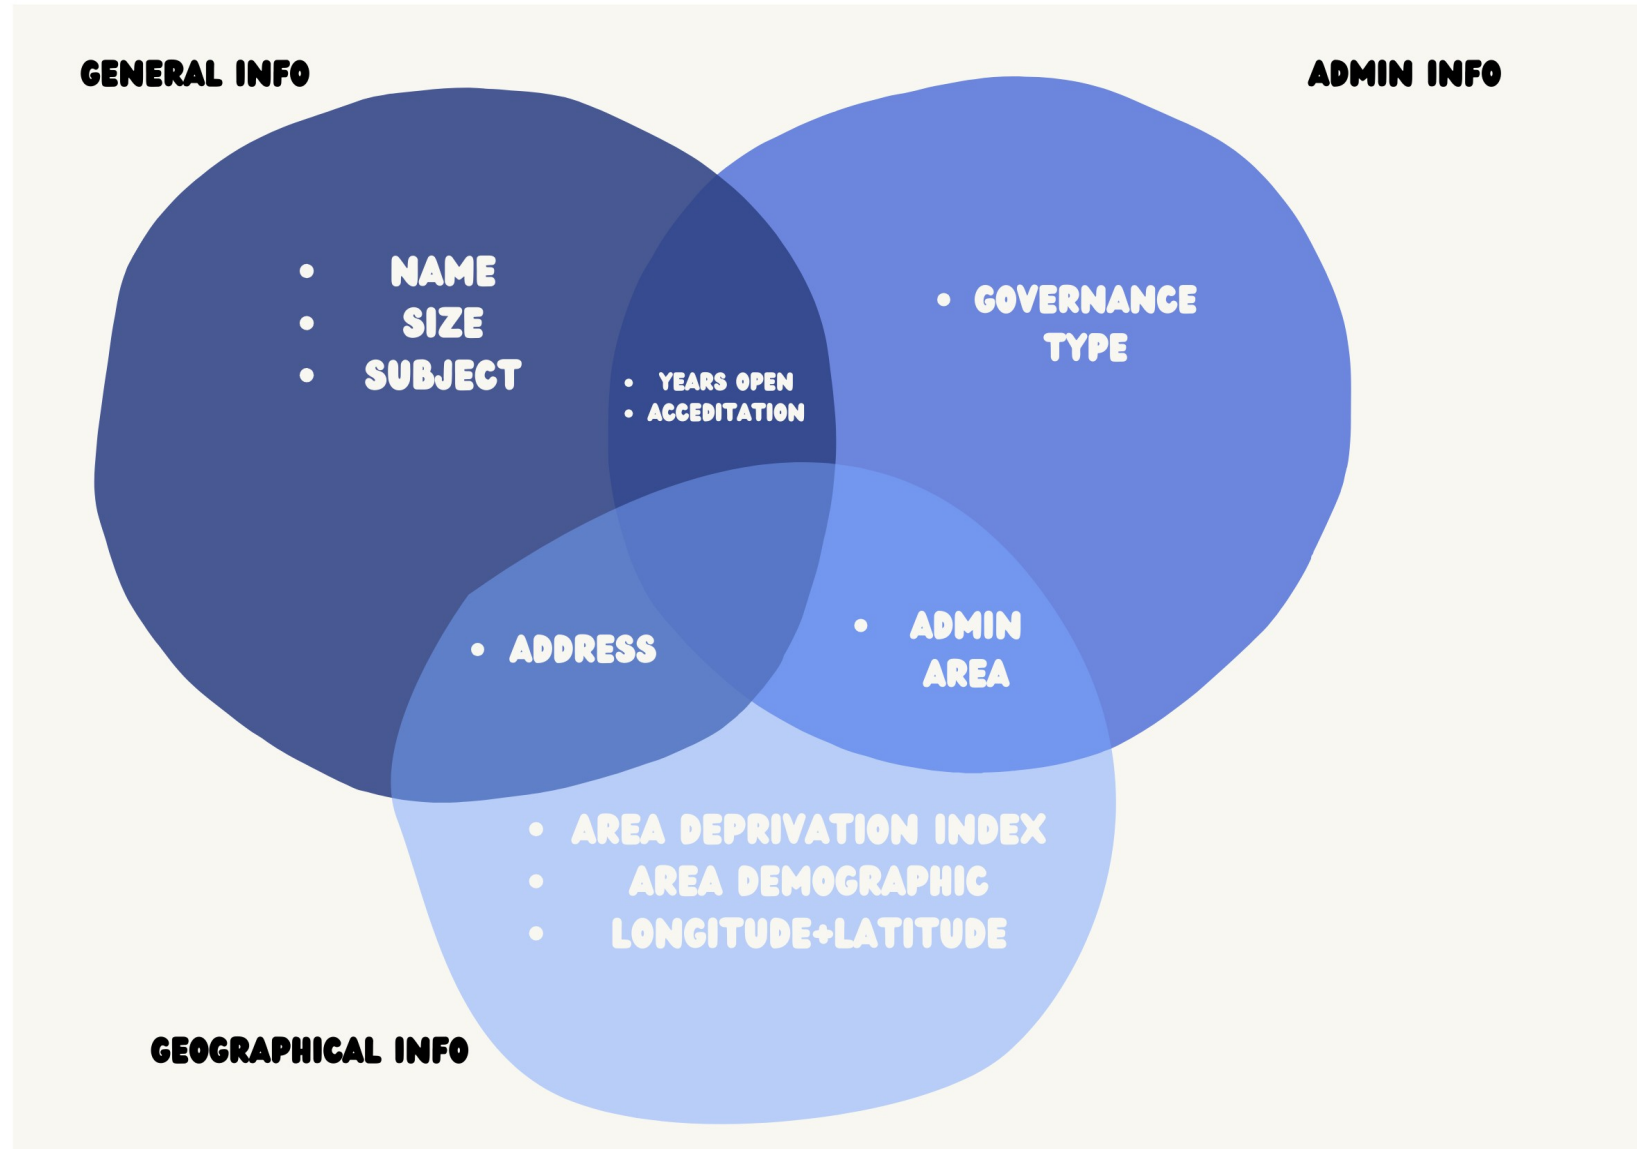 GENERAL INFO
ADMIN INFO
• NAME
• SIZE
• SUBJECT
• GOVERNANCE
TYPE
• YEARS OPEN
• ACCEDITATION
• ADDRESS
• ADMIN
AREA
• AREA DEPRIVATION INDEX
• AREA DEMOGRAPHIC
• LONGITUDE+LATITUDE
GEOGRAPHICAL INFO